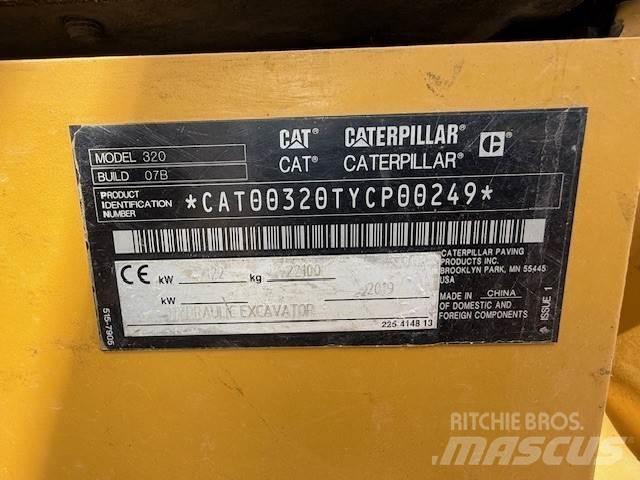 CAT® CATERPILLAR®
CAT® CATERPILLAR®
MODEL 320
BUILD 07B
PRODUCT IDENTIFICATION NUMBER
*CAT00320TYCP00249*
CE kW 122 kg 22100
kW 2019
HYDRAULIC EXCAVATOR
225-4148 13
CATERPILLAR PAVING
PRODUCTS INC.
BROOKLYN PARK, MN 55445
USA
MADE IN CHINA
OF DOMESTIC AND
FOREIGN COMPONENTS
ISSUE 1
515-7905
RITCHIE BROS.
MASCUS